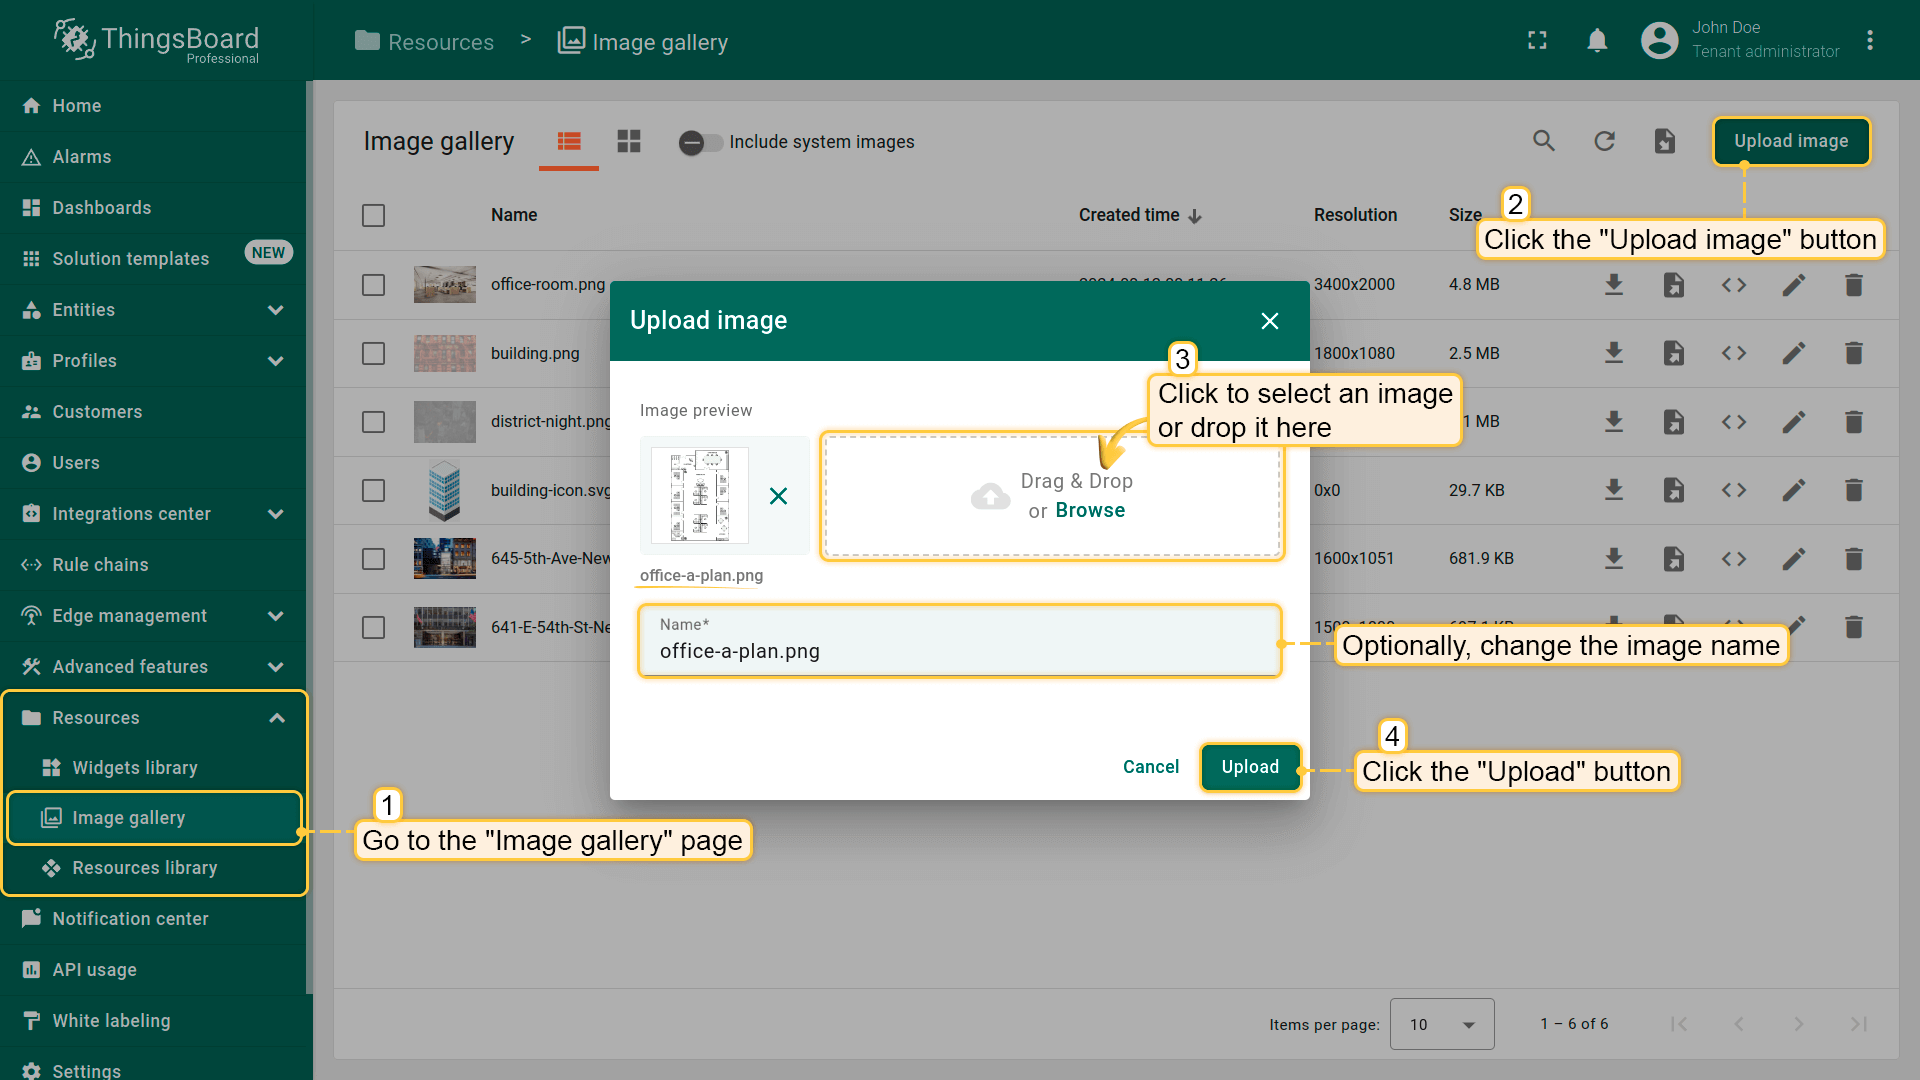 ThingsBoard
Professional
Resources > Image gallery
John Doe
Tenant administrator
Home
Alarms
Dashboards
Solution templates NEW
Entities
Profiles
Customers
Users
Integrations center
Rule chains
Edge management
Advanced features
Resources
Widgets library
Image gallery
Resources library
Notification center
API usage
White labeling
Settings
Image gallery
Include system images
Upload image
2
Click the "Upload image" button
Name Created time Resolution Size
office-room.png 3400x2000 4.8 MB
building.png 1800x1080 2.5 MB
district-night.png 1 MB
building-icon.svg 0x0 29.7 KB
645-5th-Ave-New 1600x1051 681.9 KB
641-E-54th-St-Ne
Upload image
3
Click to select an image
or drop it here
Image preview
Drag & Drop
or Browse
office-a-plan.png
Name*
office-a-plan.png
Optionally, change the image name
Cancel Upload
4
Click the "Upload" button
1
Go to the "Image gallery" page
Items per page: 10 1 – 6 of 6